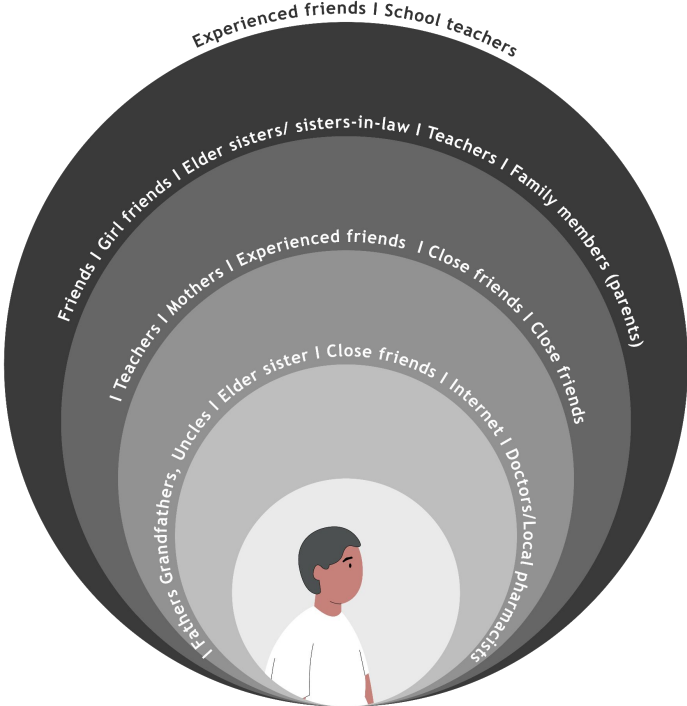 Experienced friends I School teachers
Friends I Girl friends I Elder sisters/ sisters-in-law I Teachers I Family members (parents)
I Teachers I Mothers I Experienced friends I Close friends I Close friends
I Fathers Grandfathers, Uncles I Elder sister I Close friends I Internet I Doctors/Local pharmacists